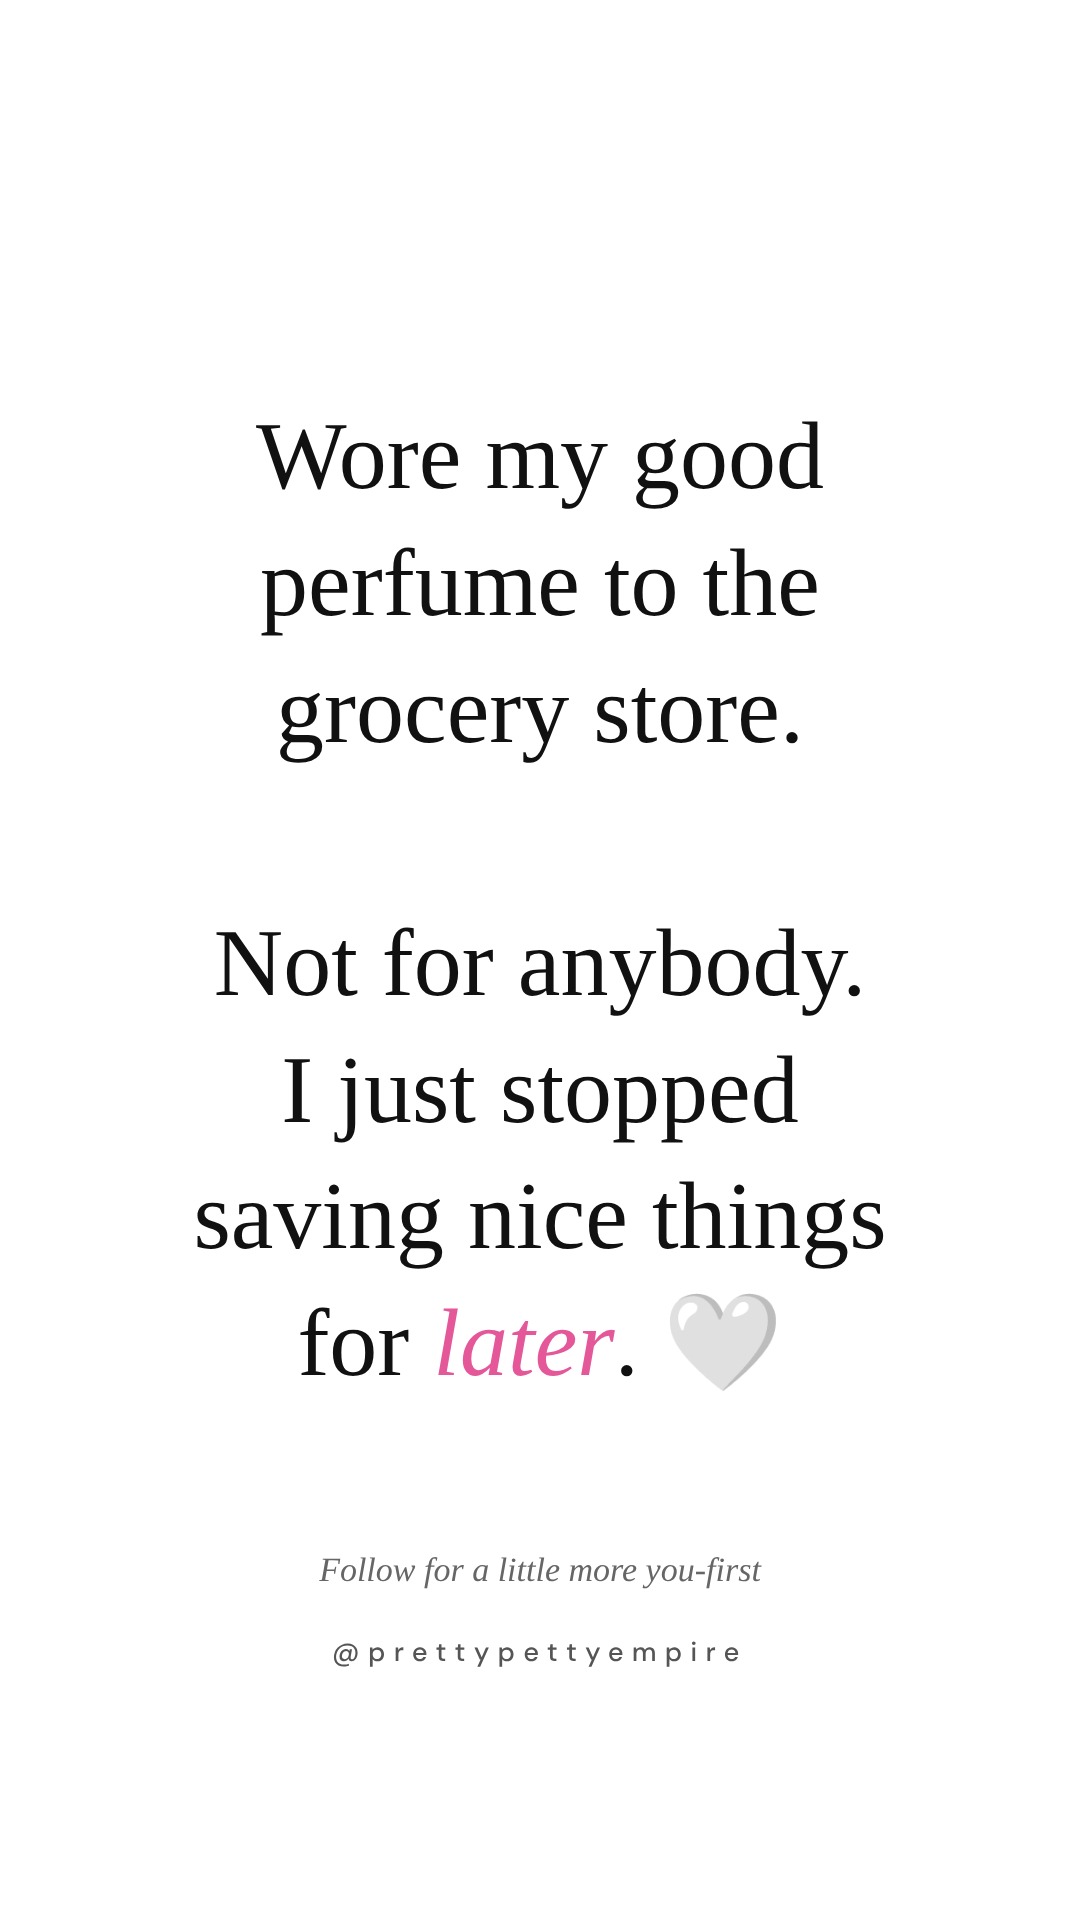 Wore my good
perfume to the
grocery store.
Not for anybody.
I just stopped
saving nice things
for later. 🤍
Follow for a little more you-first
@prettypettyempire